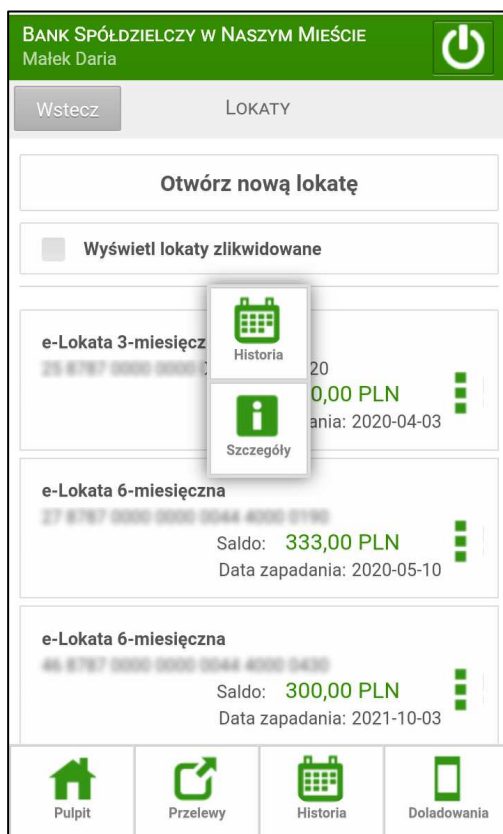 BANK SPÓŁDZIELCZY W NASZYM MIEŚCIE
Małek Daria
Wstecz
LOKATY
Otwórz nową lokatę
Wyświetl lokaty zlikwidowane
Historia
Szczegóły
e-Lokata 3-miesięcz
20
0,00 PLN
ania: 2020-04-03
e-Lokata 6-miesięczna
Saldo: 333,00 PLN
Data zapadania: 2020-05-10
e-Lokata 6-miesięczna
Saldo: 300,00 PLN
Data zapadania: 2021-10-03
Pulpit
Przelewy
Historia
Doladowania